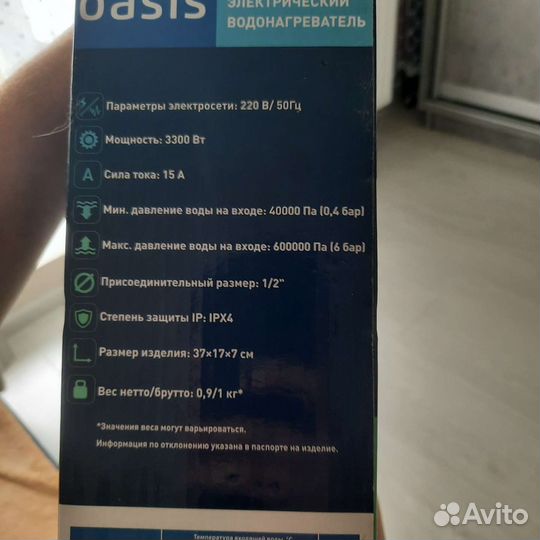 oasis
ЭЛЕКТРИЧЕСКИЙ
ВОДОНАГРЕВАТЕЛЬ
Параметры электросети: 220 В/ 50Гц
Мощность: 3300 Вт
A Сила тока: 15 А
Мин. давление воды на входе: 40000 Па (0,4 бар)
Макс. давление воды на входе: 600000 Па (6 бар)
Присоединительный размер: 1/2"
Степень защиты IP: IPX4
Размер изделия: 37×17×7 см
Вес нетто/брутто: 0,9/1 кг*
*Значения веса могут варьироваться.
Информация по отклонению указана в паспорте на изделие.
Температура входящей воды, °С
Avito